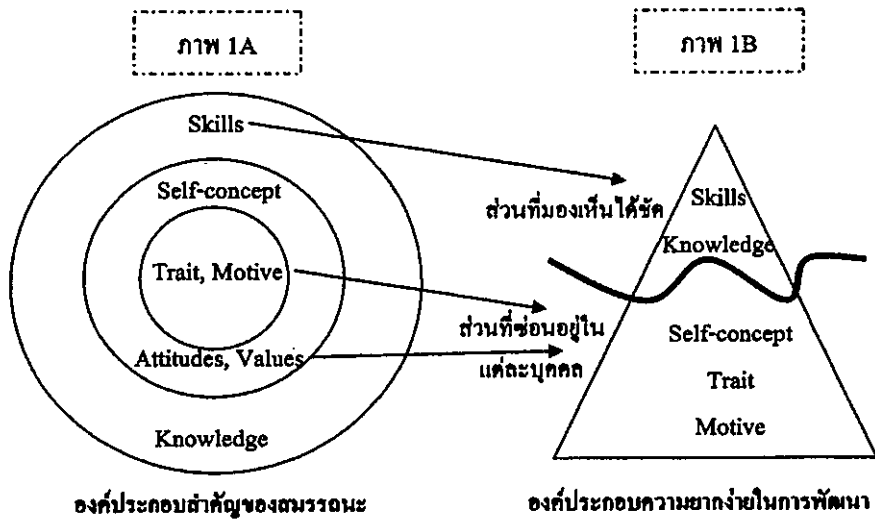 ภาพ 1A
ภาพ 1B
Skills
Self-concept
Trait, Motive
Attitudes, Values
Knowledge
ส่วนที่มองเห็นได้ชัด
ส่วนที่ซ่อนอยู่ใน
แต่ละบุคคล
Skills
Knowledge
Self-concept
Trait
Motive
องค์ประกอบสำคัญของสมรรถนะ
องค์ประกอบความยากง่ายในการพัฒนา